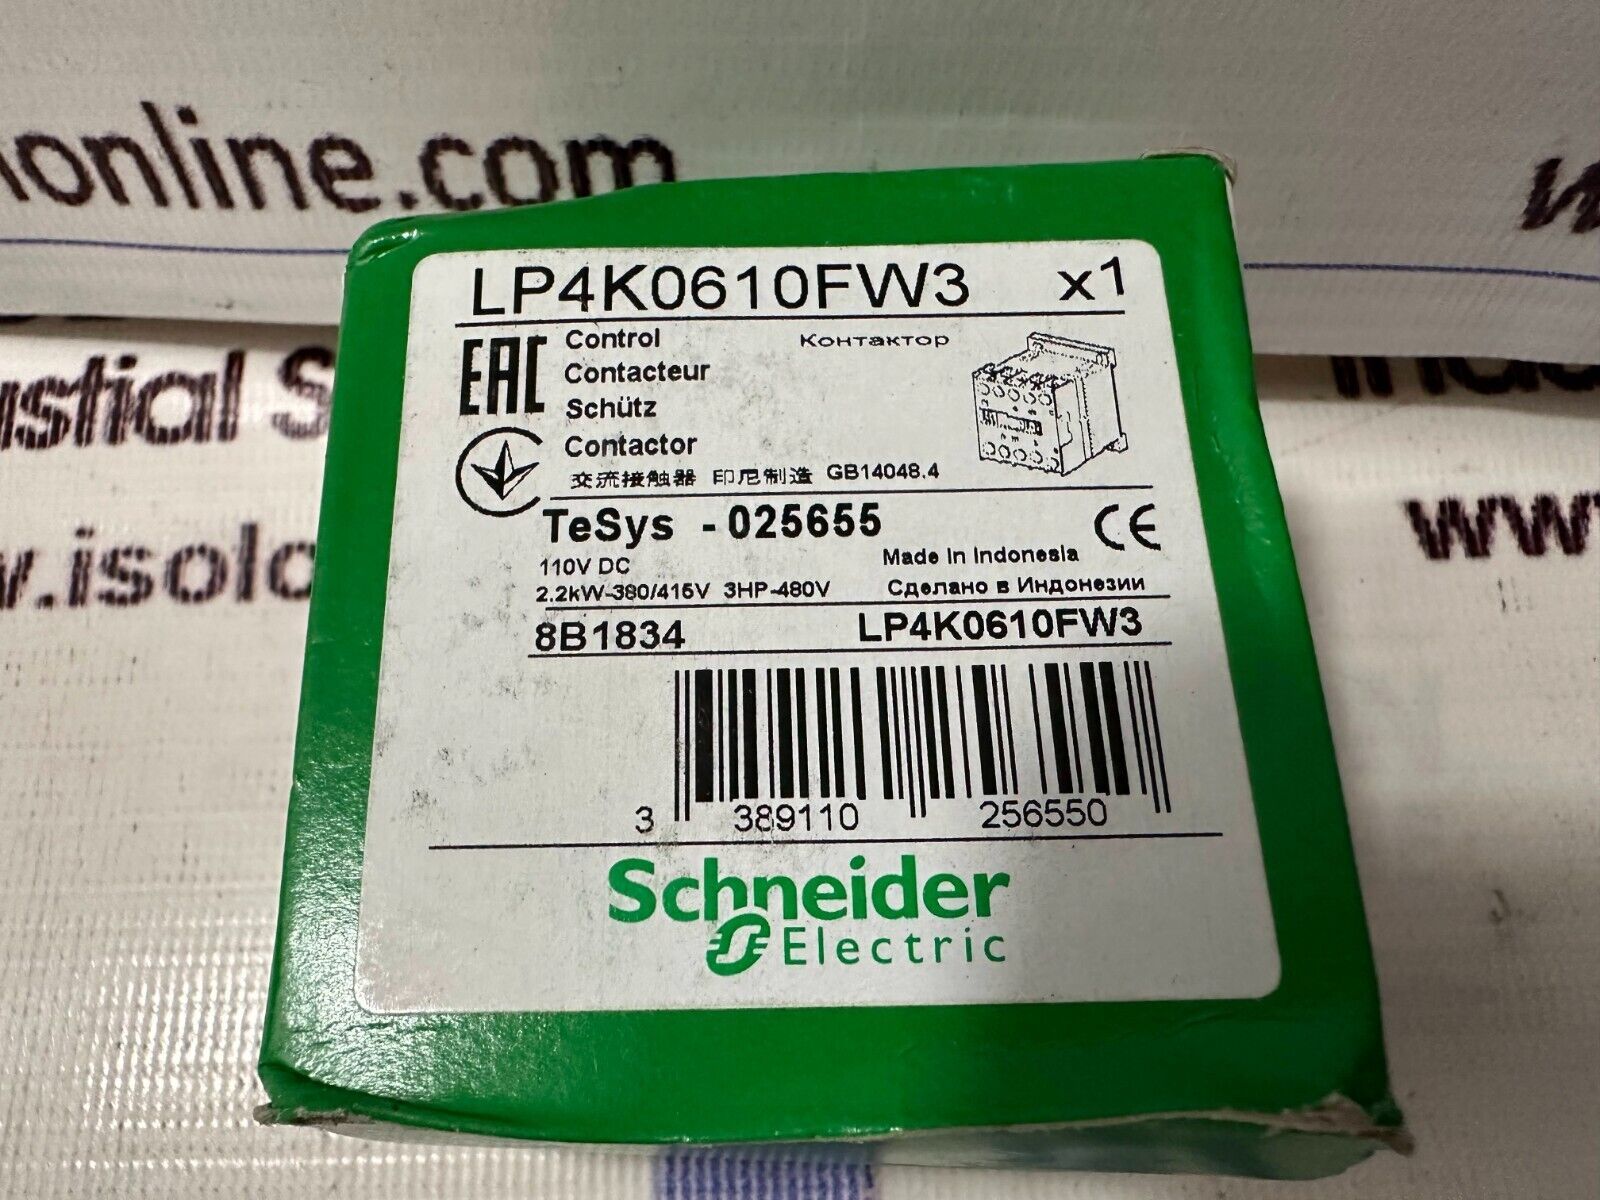 nonline.com
ustial S
w.isolo
ww
LP4K0610FW3 x1
EAC
Control Контактор
Contacteur
Schütz
Contactor
交流接触器 印尼制造 GB14048.4
TeSys - 025655 CE
110V DC Made in Indonesia
2.2kW-380/415V 3HP-480V Сделано в Индонезии
8B1834 LP4K0610FW3
3 389110 256550
Schneider
Electric